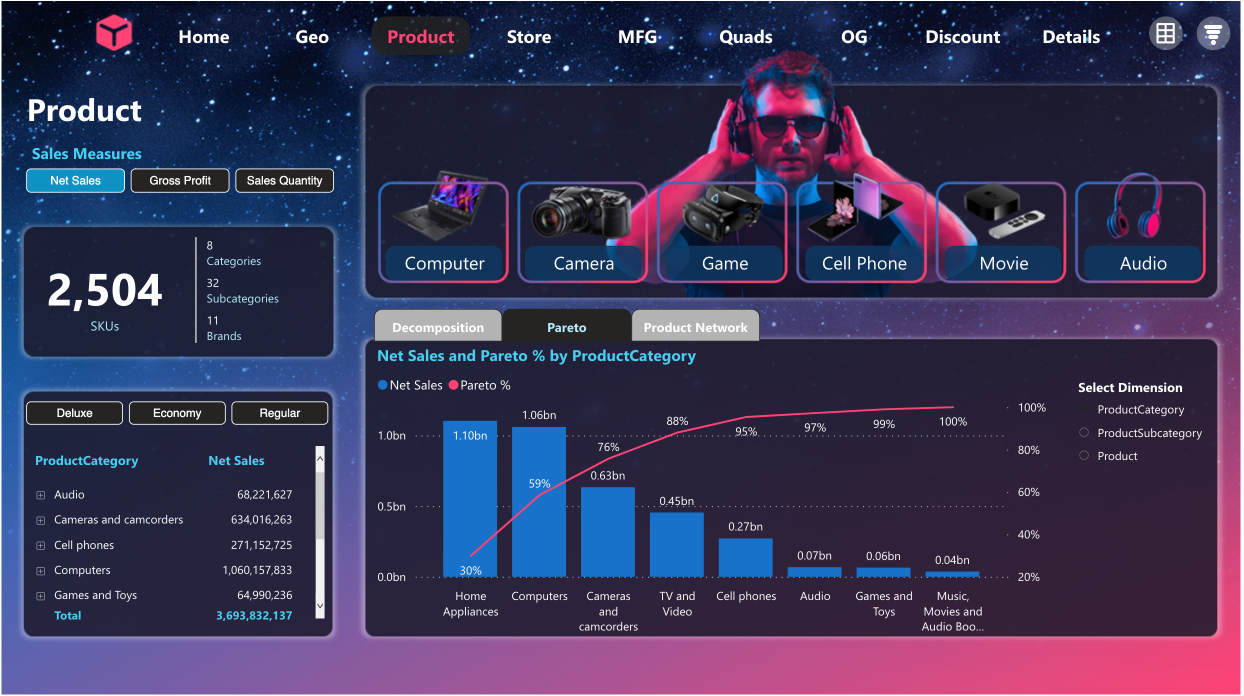 Home
Geo
Product
Store
MFG
Quads
OG
Discount
Details
Product
Sales Measures
Net Sales
Gross Profit
Sales Quantity
2,504
SKUs
8
Categories
32
Subcategories
11
Brands
Deluxe
Economy
Regular
ProductCategory Net Sales
Audio 68,221,627
Cameras and camcorders 634,016,263
Cell phones 271,152,725
Computers 1,060,157,833
Games and Toys 64,990,236
Total 3,693,832,137
Computer
Camera
Game
Cell Phone
Movie
Audio
Decomposition
Pareto
Product Network
Net Sales and Pareto % by ProductCategory
Net Sales
Pareto %
1.0bn
0.5bn
0.0bn
1.10bn
1.06bn
0.63bn
0.45bn
0.27bn
0.07bn
0.06bn
0.04bn
30%
59%
76%
88%
95%
97%
99%
100%
100%
80%
60%
40%
20%
Home
Appliances
Computers
Cameras
and
camcorders
TV and
Video
Cell phones
Audio
Games and
Toys
Music,
Movies and
Audio Boo...
Select Dimension
ProductCategory
ProductSubcategory
Product